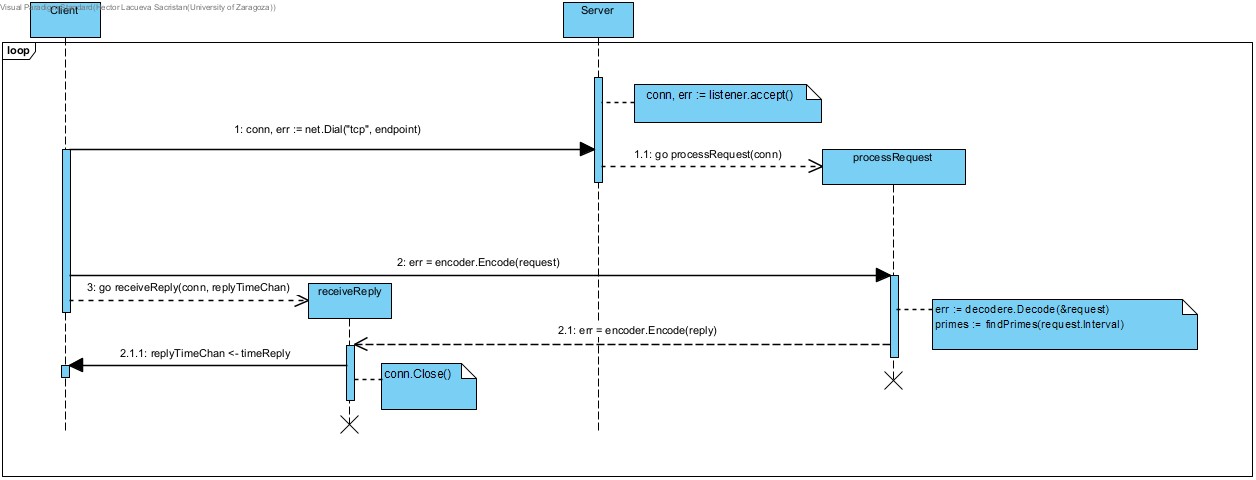 Visual Paradigm Standard(Hector Lacueva Sacristan(University of Zaragoza))
Client
Server
loop
conn, err := listener.accept()
1: conn, err := net.Dial("tcp", endpoint)
1.1: go processRequest(conn)
processRequest
2: err = encoder.Encode(request)
3: go receiveReply(conn, replyTimeChan)
receiveReply
err := decodere.Decode(&request)
primes := findPrimes(request.Interval)
2.1: err = encoder.Encode(reply)
2.1.1: replyTimeChan <- timeReply
conn.Close()